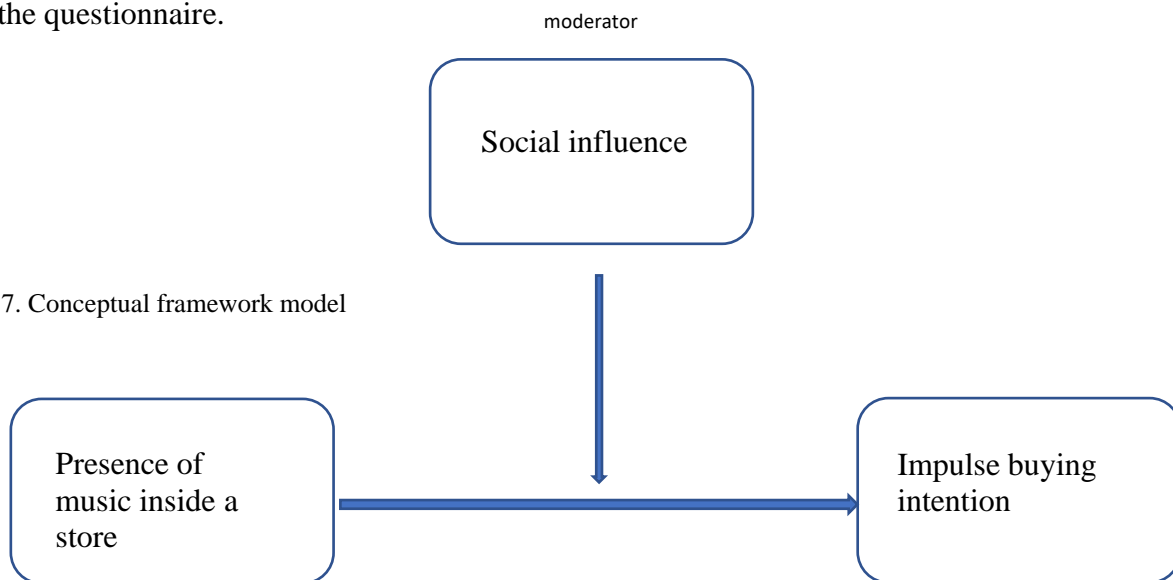 the questionnaire.
moderator
Social influence
7. Conceptual framework model
Presence of
music inside a
store
Impulse buying
intention